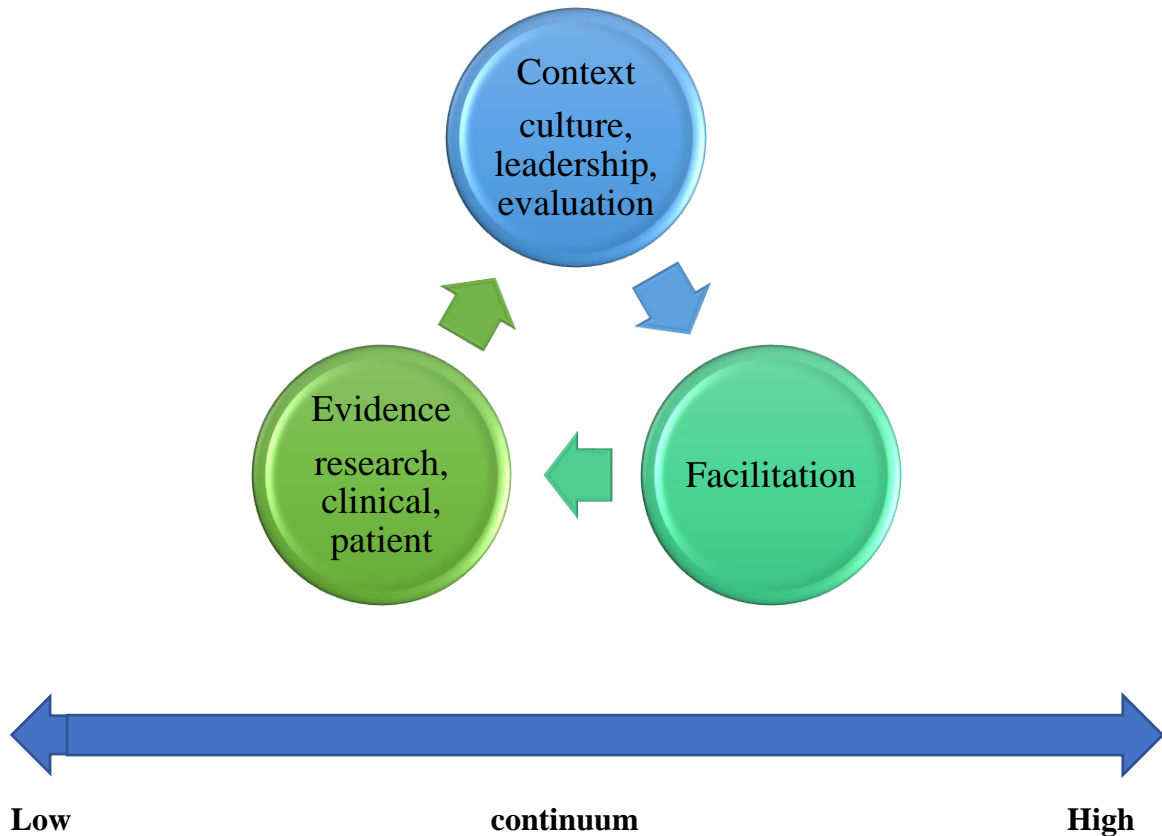 Context
culture,
leadership,
evaluation
Evidence
research,
clinical,
patient
Facilitation
Low continuum High